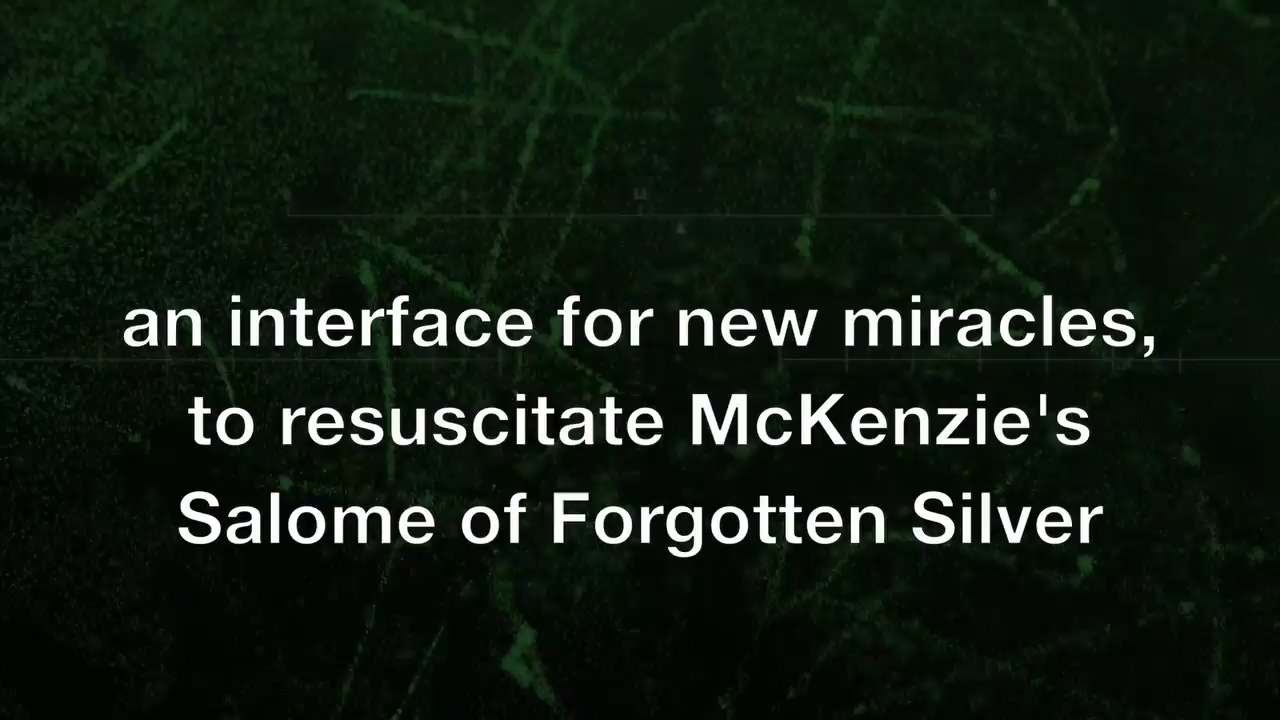 an interface for new miracles,
to resuscitate McKenzie's
Salome of Forgotten Silver